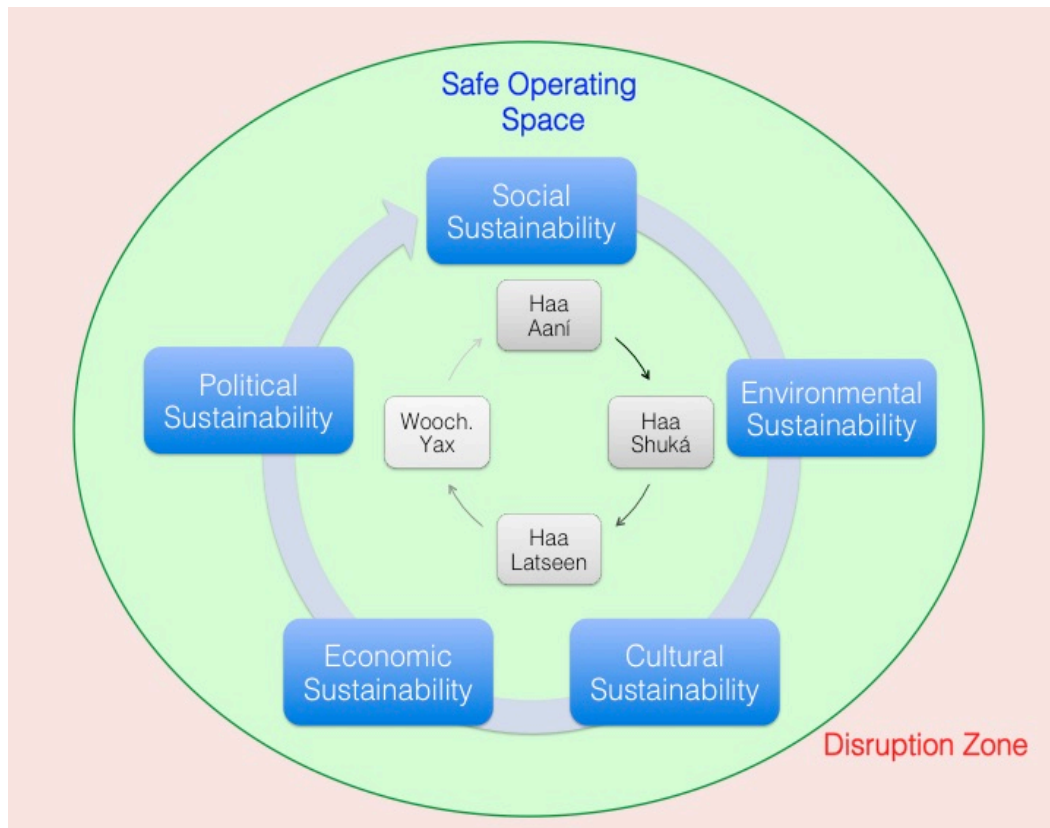 Safe Operating
Space
Social
Sustainability
Haa
Aaní
Political
Sustainability
Environmental
Sustainability
Wooch.
Yax
Haa
Shuká
Haa
Latseen
Economic
Sustainability
Cultural
Sustainability
Disruption Zone